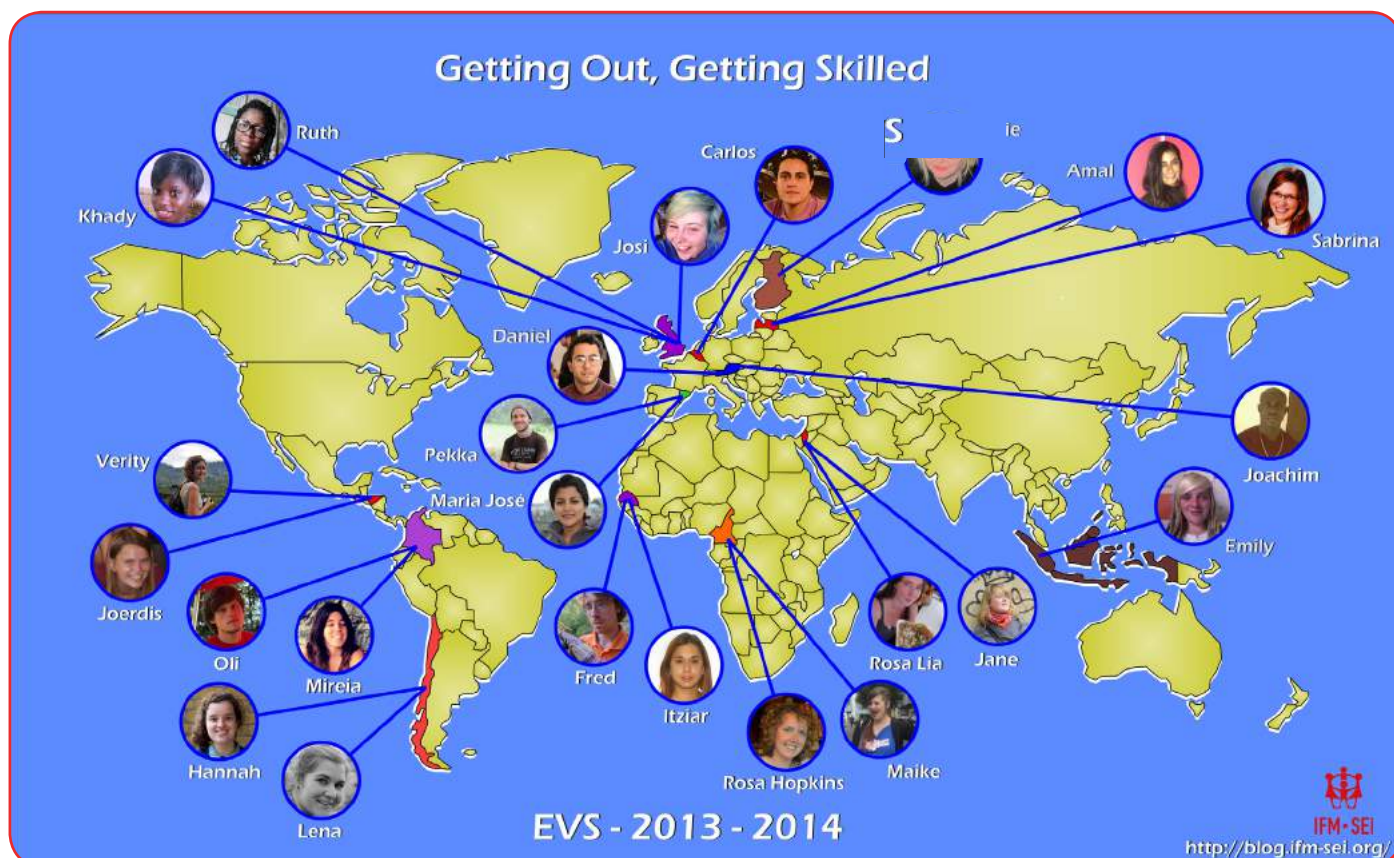 Getting Out, Getting Skilled
Ruth
Carlos
S ie
Amal
Khady
Josi
Sabrina
Daniel
Pekka
Joachim
Verity
Maria José
Emily
Joerdis
Oli
Mireia
Fred
Itziar
Rosa Lia
Jane
Hannah
Lena
Rosa Hopkins
Maike
EVS - 2013 - 2014
IFM•SEI
http://blog.ifm-sei.org/